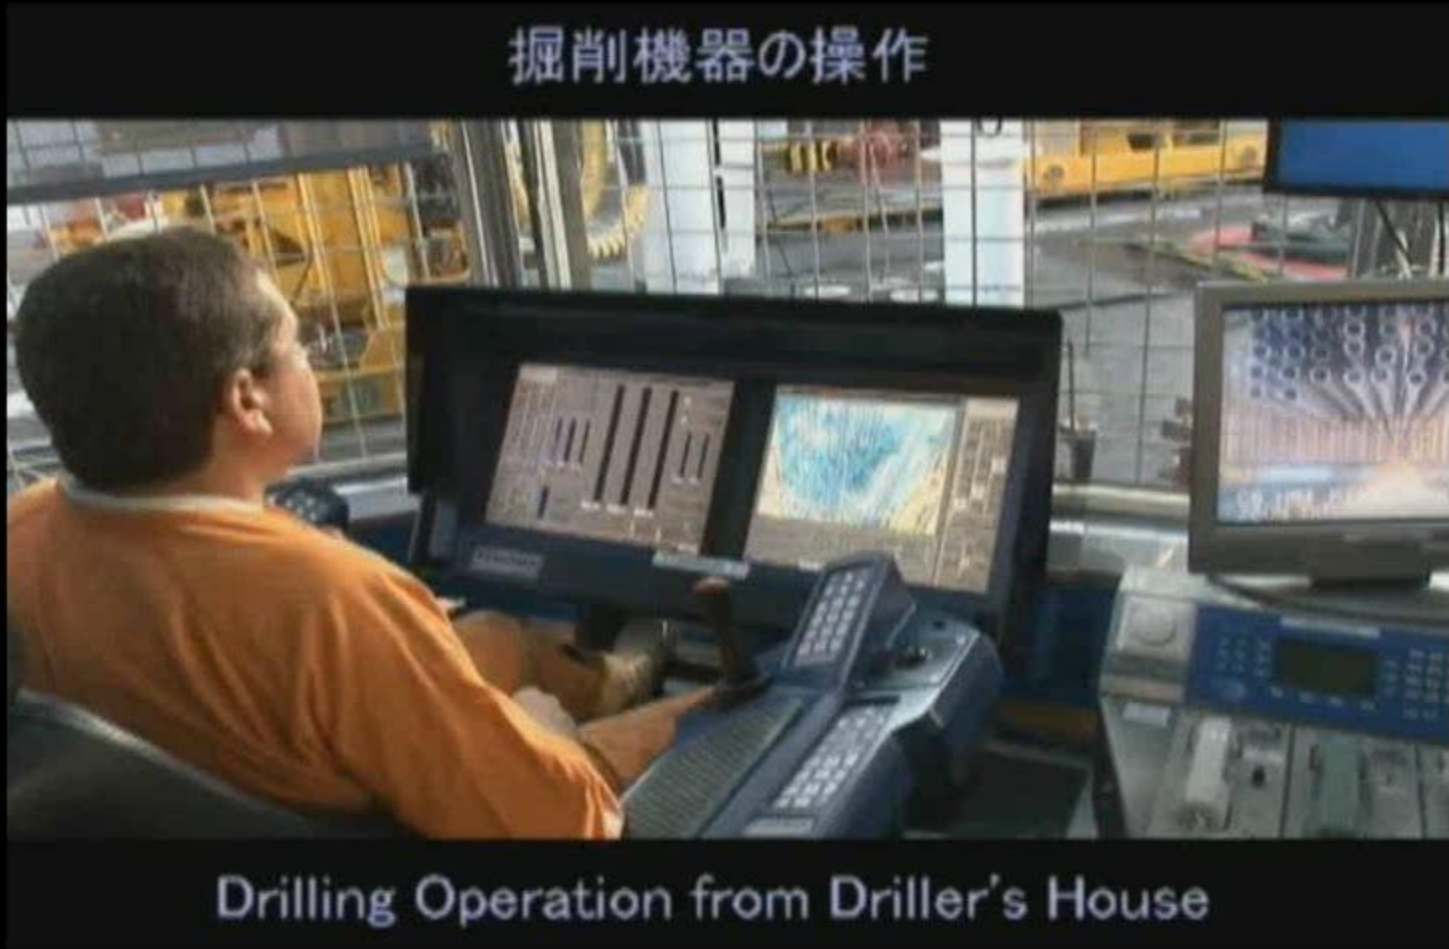 掘削機器の操作
Drilling Operation from Driller's House